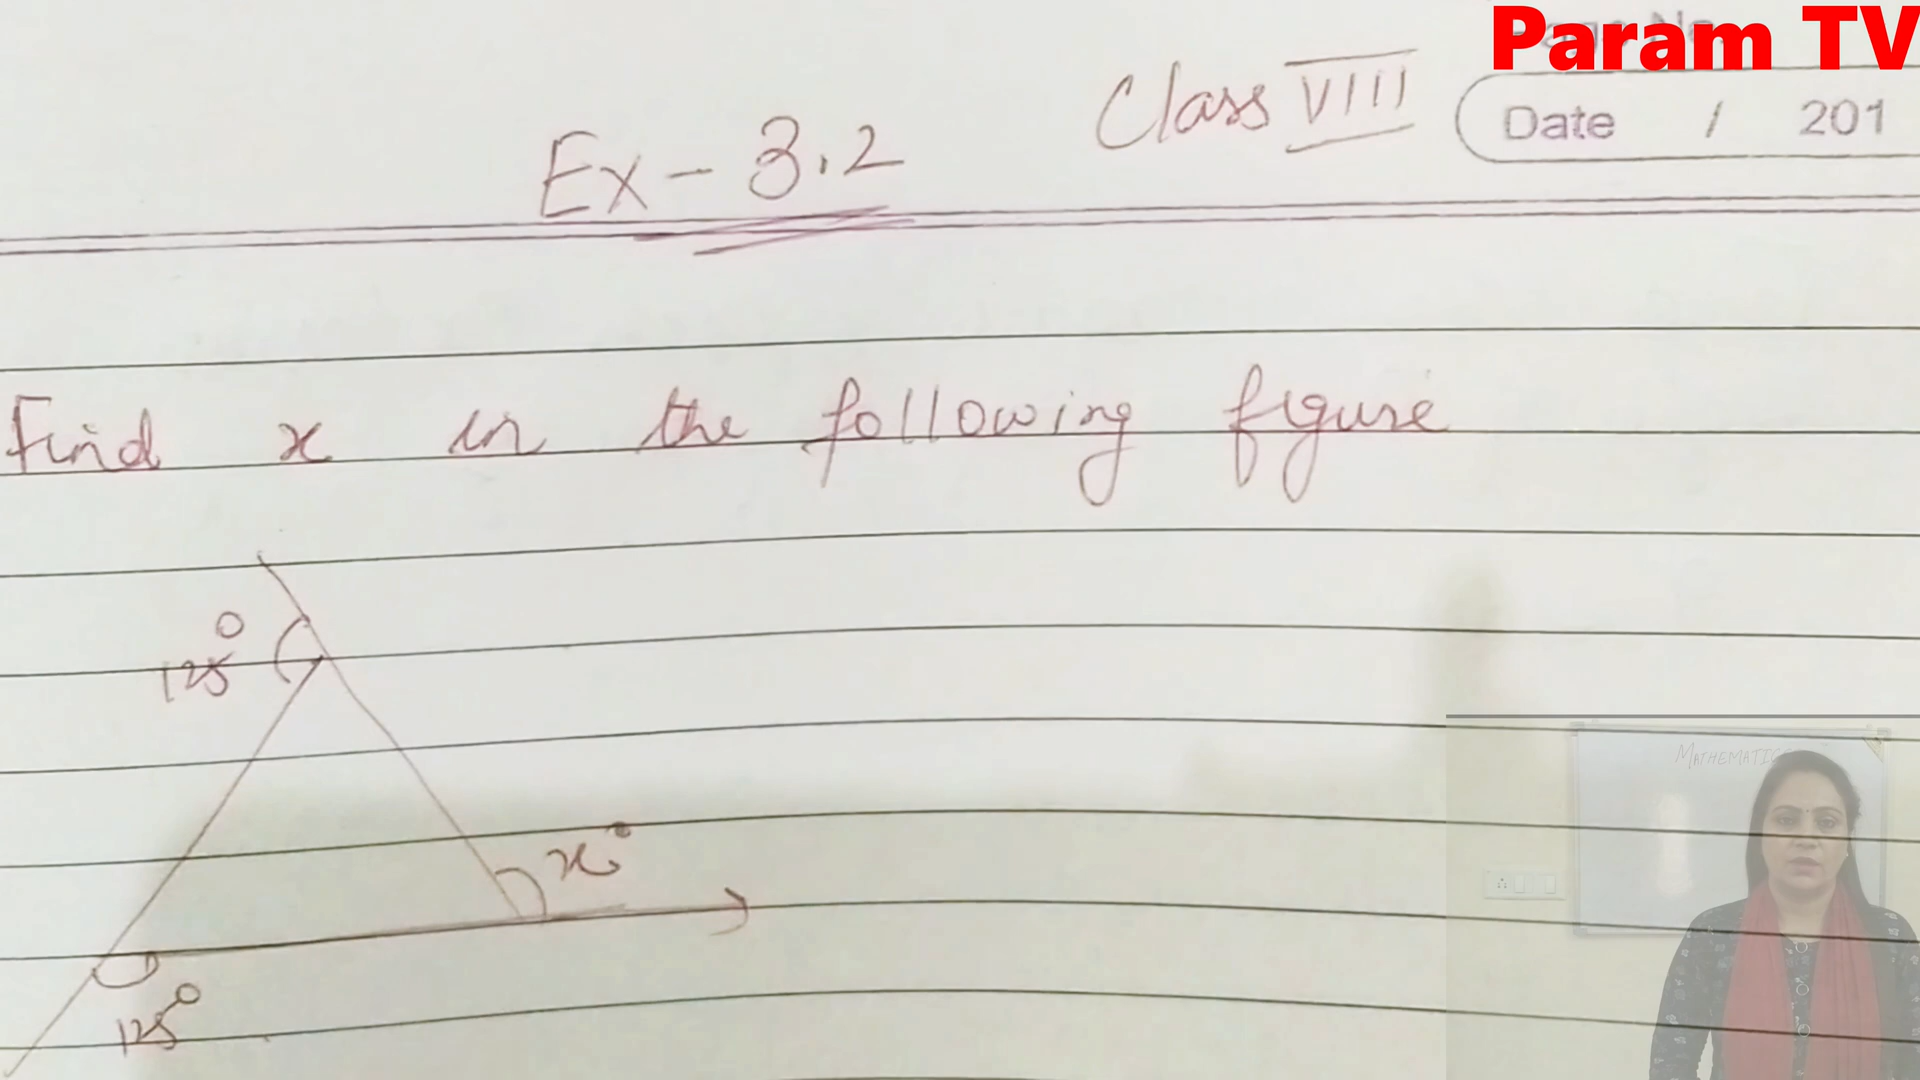 Param TV
Class VIII
Date / 201
Ex - 3.2
Find x in the following figure
125°
x°
125°
MATHEMATICS